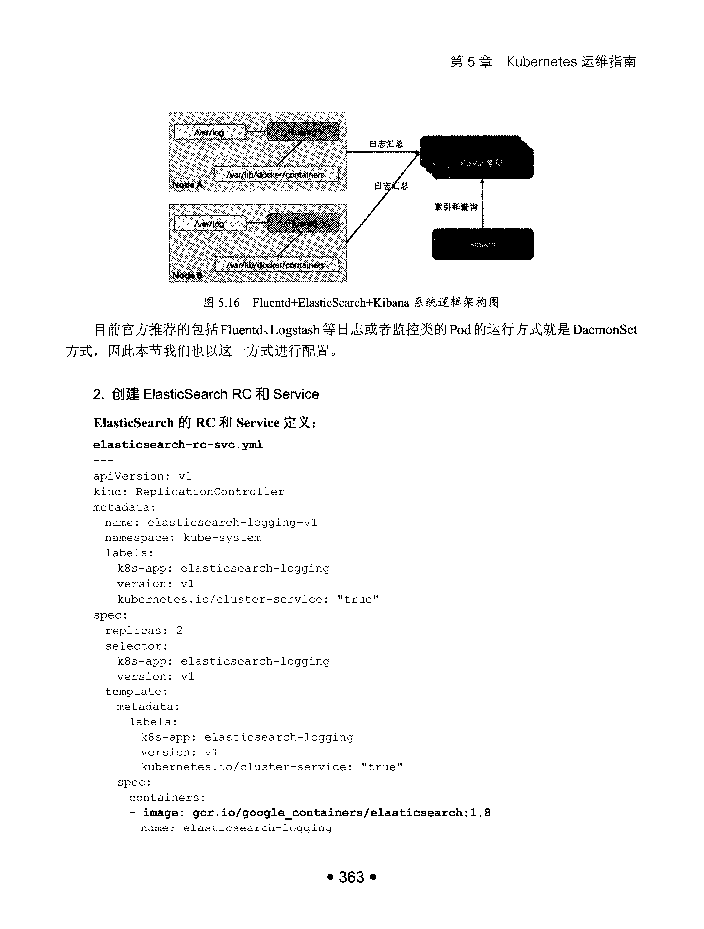 第 5 章 Kubernetes 运维指南
/var/log
日志汇总
/var/lib/docker/containers
Node A
日志汇总
索引和查询
/var/log
/var/lib/docker/containers
Node B
图 5.16 Fluentd+ElasticSearch+Kibana 系统逻辑架构图
目前官方推荐的包括 Fluentd、Logstash 等日志或者监控类的 Pod 的运行方式就是 DaemonSet
方式，因此本节我们也以这一方式进行配置。
2. 创建 ElasticSearch RC 和 Service
ElasticSearch 的 RC 和 Service 定义：
elasticsearch-rc-svc.yml
---
apiVersion: v1
kind: ReplicationController
metadata:
  name: elasticsearch-logging-v1
  namespace: kube-system
  labels:
    k8s-app: elasticsearch-logging
    version: v1
    kubernetes.io/cluster-service: "true"
spec:
  replicas: 2
  selector:
    k8s-app: elasticsearch-logging
    version: v1
  template:
    metadata:
      labels:
        k8s-app: elasticsearch-logging
        version: v1
        kubernetes.io/cluster-service: "true"
    spec:
      containers:
      - image: gcr.io/google_containers/elasticsearch:1.8
        name: elasticsearch-logging
• 363 •